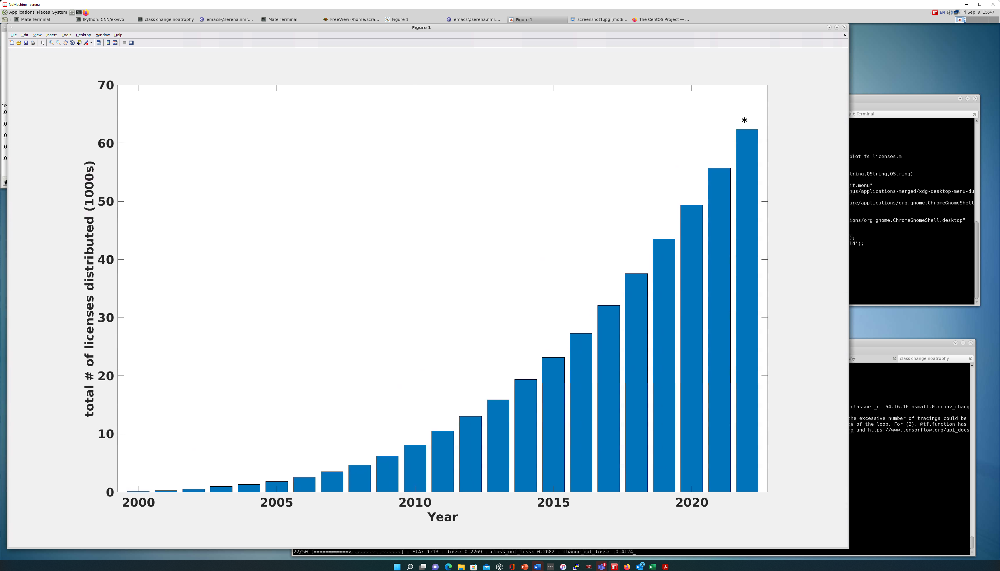 NoMachine - serena
Applications Places System
EN Fri Sep 9, 15:47
Mate Terminal
IPython: CNN/exvivo
class change noatrophy
emacs@serena.nmr....
Mate Terminal
FreeView (/home/scra...
Figure 1
emacs@serena.nmr....
Figure 1
screenshot1.jpg [modi...
The CentOS Project — ...
Figure 1
File Edit View Insert Tools Desktop Window Help
70
60
50
40
30
20
10
0
total # of licenses distributed (1000s)
*
2000 2005 2010 2015 2020
Year
ate Terminal
plot_fs_licenses.m
tring,QString,QString)
it.menu"
nus/applications-merged/xdg-desktop-menu-du
are/applications/org.gnome.ChromeGnomeShell
ions/org.gnome.ChromeGnomeShell.desktop"
);
ld');
hy
class change noatrophy
classnet_nf.64.16.16.nsmall.0.nconv_chang
the excessive number of tracings could be
de of the loop. For (2), @tf.function has
ng and https://www.tensorflow.org/api_docs
22/50 [============>.................] - ETA: 1:13 - loss: 0.2269 - class_out_loss: 0.2682 - change_out_loss: -0.4124